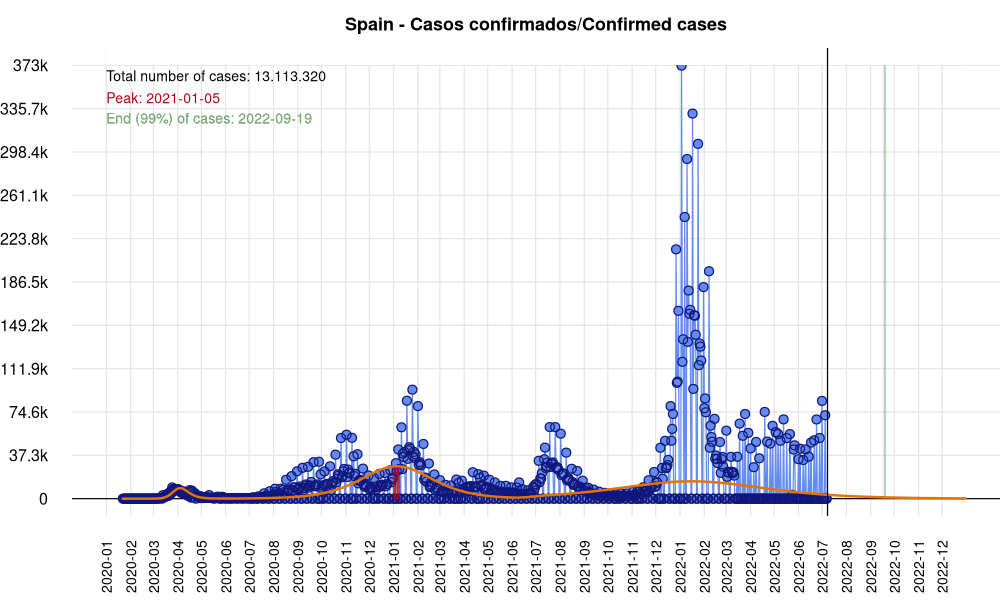 Spain - Casos confirmados/Confirmed cases
Total number of cases: 13.113.320
Peak: 2021-01-05
End (99%) of cases: 2022-09-19
373k
335.7k
298.4k
261.1k
223.8k
186.5k
149.2k
111.9k
74.6k
37.3k
0
2020-01
2020-02
2020-03
2020-04
2020-05
2020-06
2020-07
2020-08
2020-09
2020-10
2020-11
2020-12
2021-01
2021-02
2021-03
2021-04
2021-05
2021-06
2021-07
2021-08
2021-09
2021-10
2021-11
2021-12
2022-01
2022-02
2022-03
2022-04
2022-05
2022-06
2022-07
2022-08
2022-09
2022-10
2022-11
2022-12